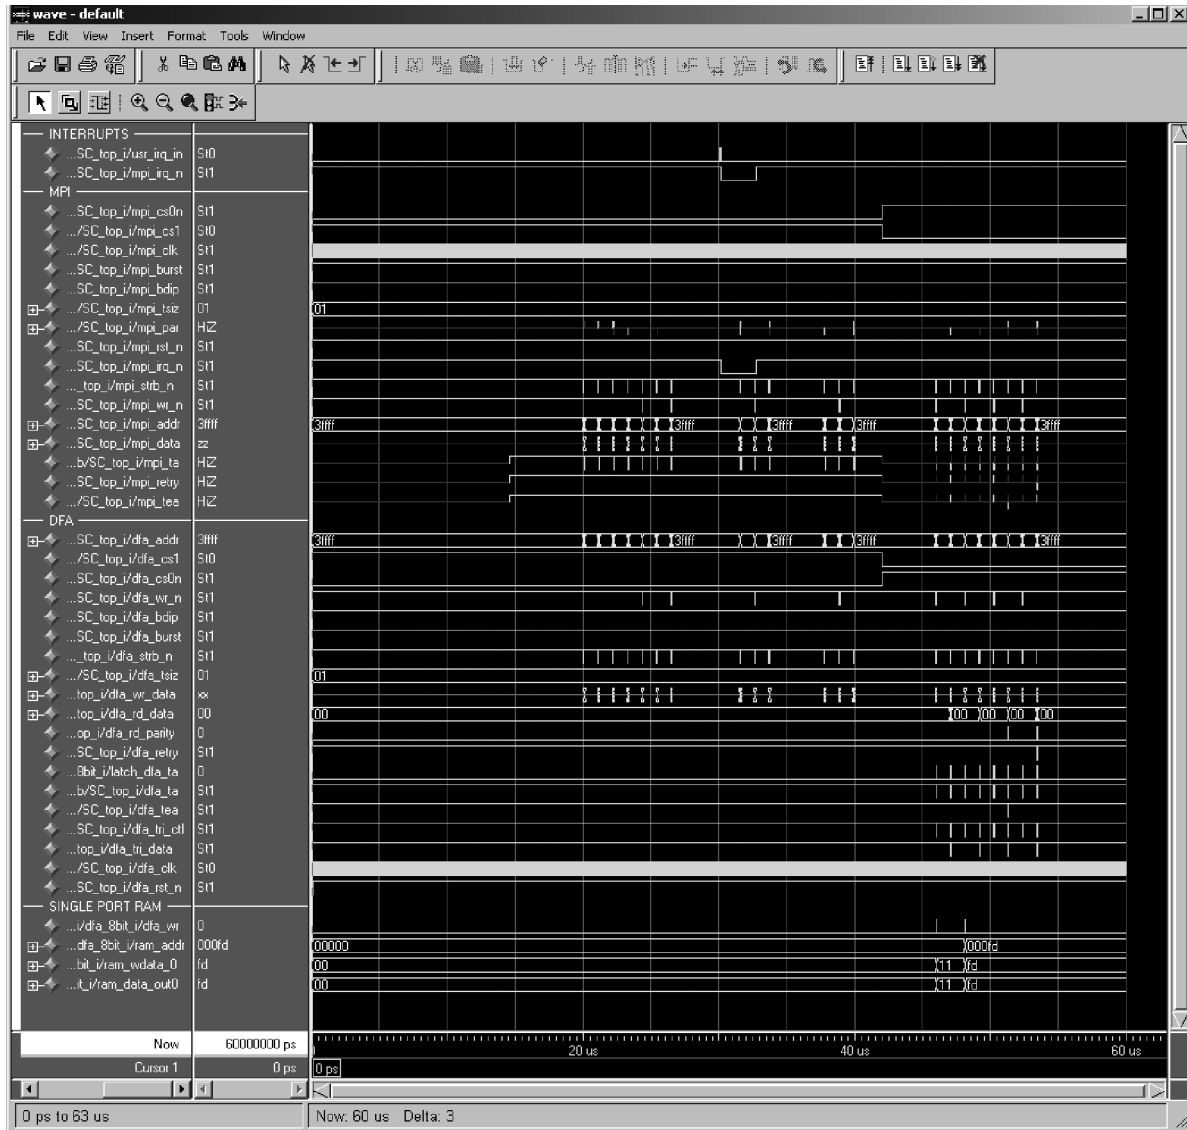 wave - default
File Edit View Insert Format Tools Window
INTERRUPTS
...SC_top_i/usr_irq_in St0
...SC_top_i/mpi_irq_n St1
MPI
...SC_top_i/mpi_cs0n St1
.../SC_top_i/mpi_cs1 St0
.../SC_top_i/mpi_clk St1
...SC_top_i/mpi_burst St1
...SC_top_i/mpi_bdip St1
.../SC_top_i/mpi_tsiz 01 01
.../SC_top_i/mpi_par HiZ
...SC_top_i/mpi_rst_n St1
...SC_top_i/mpi_irq_n St1
..._top_i/mpi_strb_n St1
...SC_top_i/mpi_wr_n St1
...SC_top_i/mpi_addr 3ffff 3ffff 3ffff 3ffff 3ffff 3ffff
...SC_top_i/mpi_data zz
...b/SC_top_i/mpi_ta HiZ
...SC_top_i/mpi_retry HiZ
.../SC_top_i/mpi_tea HiZ
DFA
...SC_top_i/dfa_addr 3ffff 3ffff 3ffff 3ffff 3ffff 3ffff
.../SC_top_i/dfa_cs1 St0
...SC_top_i/dfa_cs0n St1
...SC_top_i/dfa_wr_n St1
...SC_top_i/dfa_bdip St1
...SC_top_i/dfa_burst St1
..._top_i/dfa_strb_n St1
.../SC_top_i/dfa_tsiz 01 01
...top_i/dfa_wr_data xx
...top_i/dfa_rd_data 00 00 00 00 00 00
...op_i/dfa_rd_parity 0
...SC_top_i/dfa_retry St1
...8bit_i/latch_dfa_ta 0
...b/SC_top_i/dfa_ta St1
.../SC_top_i/dfa_tea St1
...SC_top_i/dfa_tri_ctl St1
...top_i/dfa_tri_data St1
.../SC_top_i/dfa_clk St0
...SC_top_i/dfa_rst_n St1
SINGLE PORT RAM
...i/dfa_8bit_i/dfa_wr 0
...dfa_8bit_i/ram_addr 000fd 00000 000fd
...bit_i/ram_wdata_0 fd 00 11 fd
...it_i/ram_data_out0 fd 00 11 fd
Now 60000000 ps 20 us 40 us 60 us
Cursor 1 0 ps 0 ps
0 ps to 63 us Now: 60 us Delta: 3